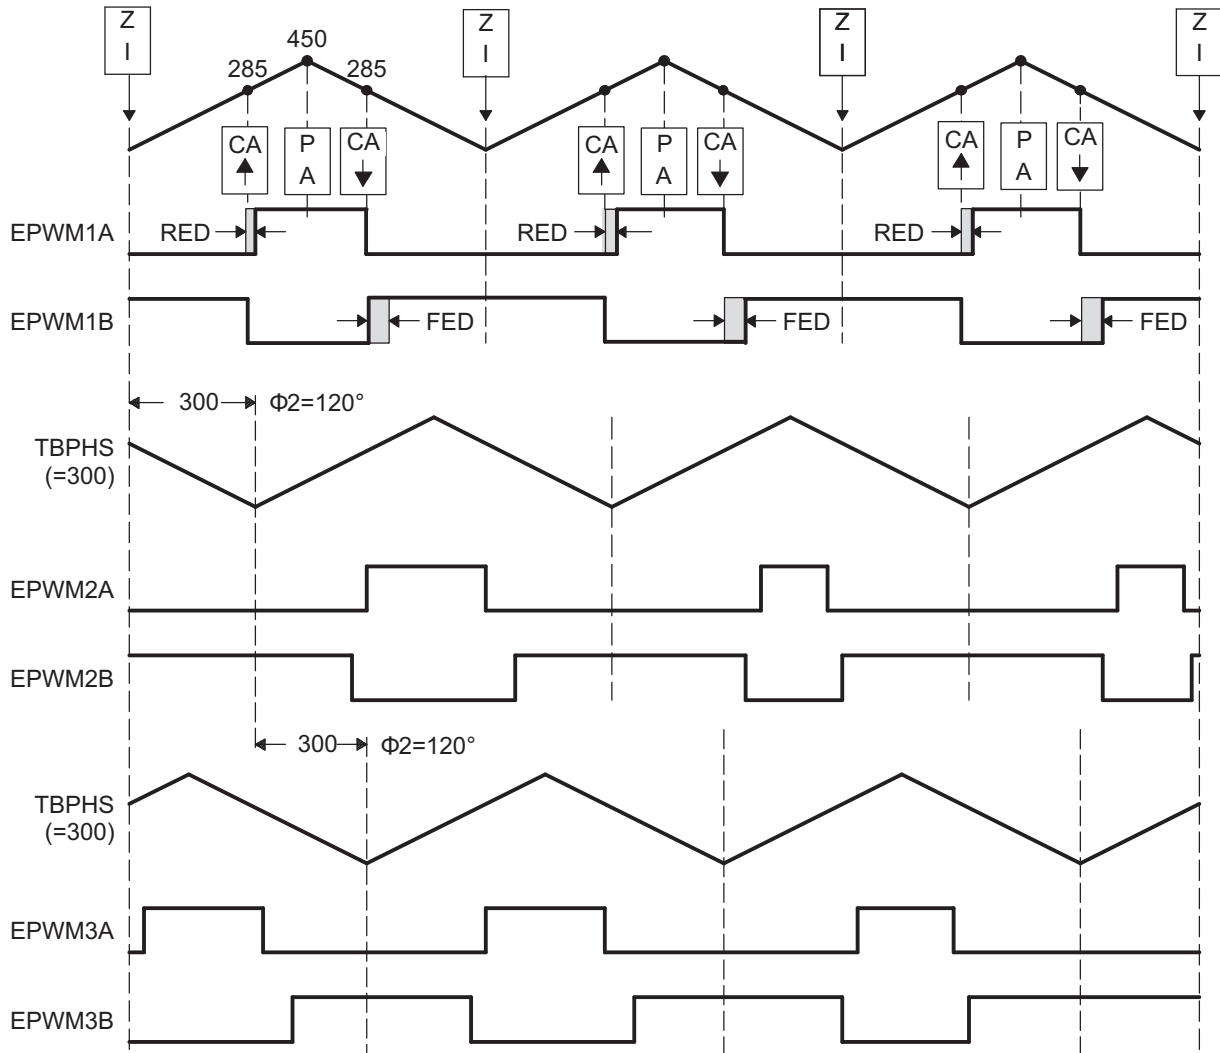 Z I
Z I
Z I
Z I
450
285
285
CA
P A
CA
CA
P A
CA
CA
P A
CA
EPWM1A
RED
RED
RED
EPWM1B
FED
FED
FED
300
Φ2=120°
TBPHS
(=300)
EPWM2A
EPWM2B
300
Φ2=120°
TBPHS
(=300)
EPWM3A
EPWM3B